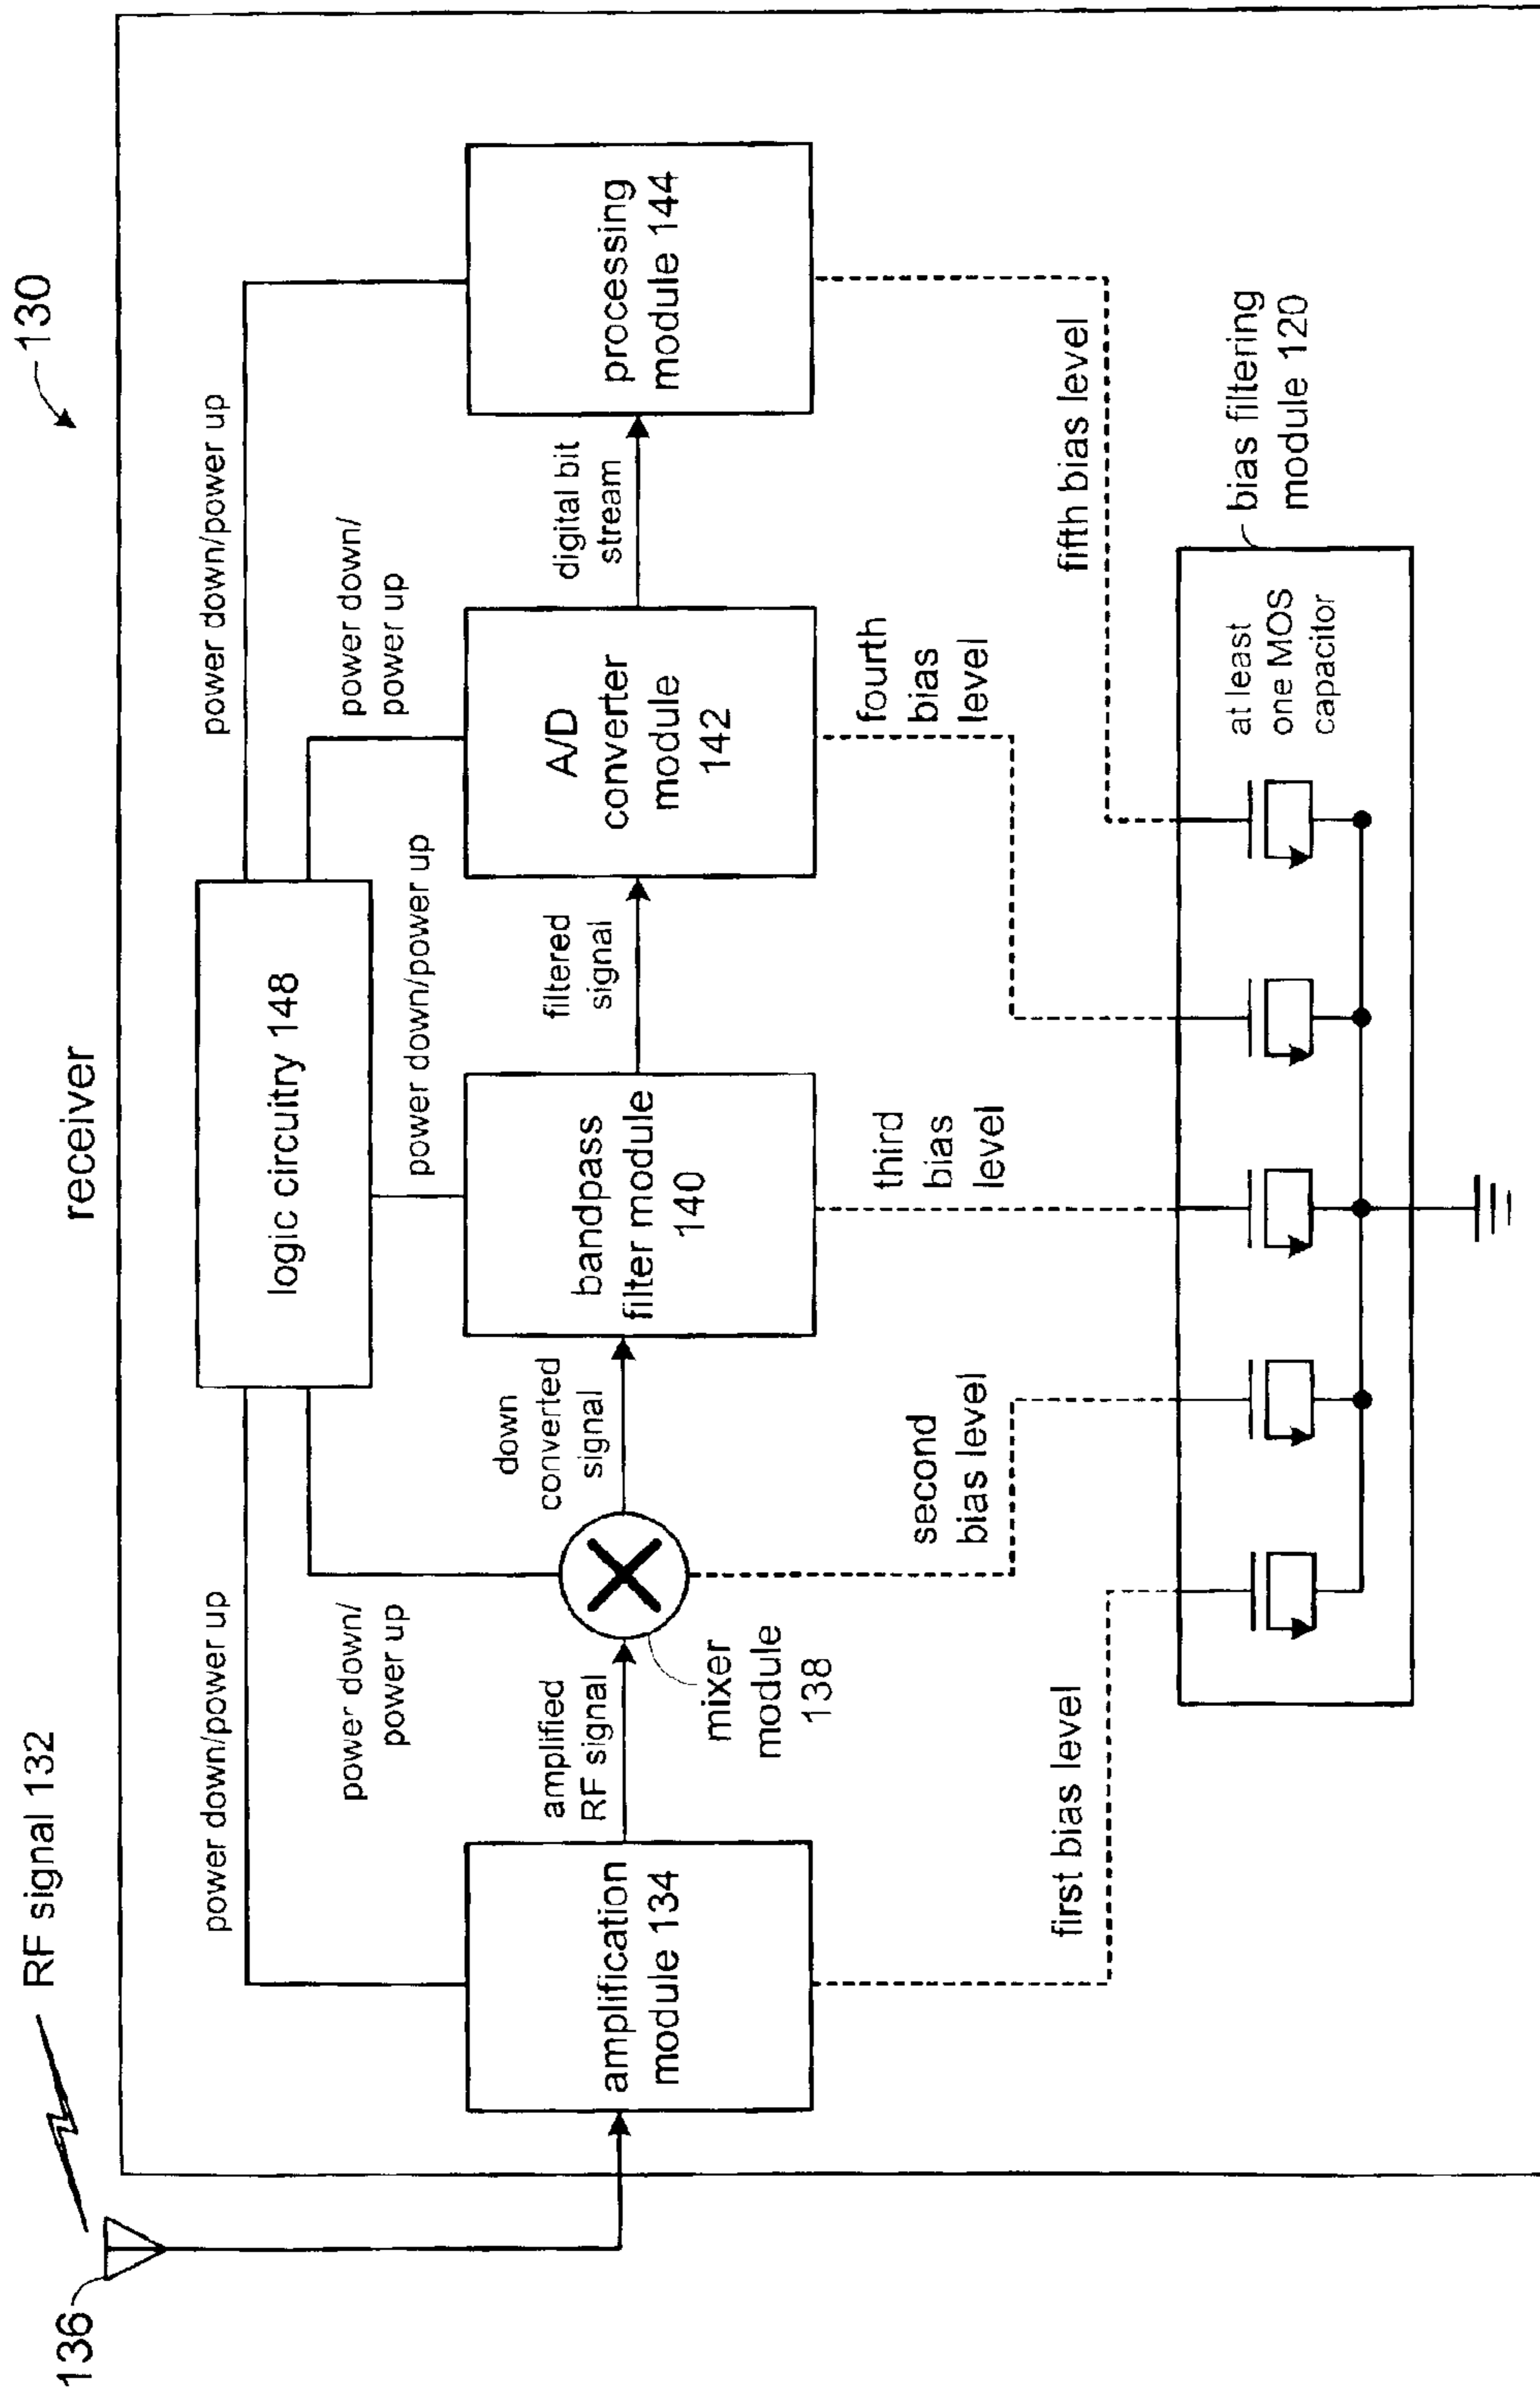 receiver
130
RF signal 132
136
logic circuitry 148
power down/power up
power down/
power up
power down/power up
power down/
power up
power down/power up
amplification
module 134
amplified
RF signal
mixer
module
138
down
converted
signal
bandpass
filter module
140
filtered
signal
A/D
converter
module
142
digital bit
stream
processing
module 144
first bias level
second
bias level
third
bias
level
fourth
bias
level
fifth bias level
at least
one MOS
capacitor
bias filtering
module 120